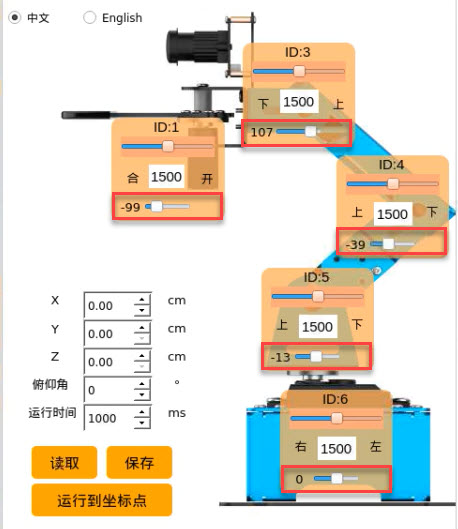 中文 English
ID:3
下 1500 上
107
ID:1
合 1500 开
-99
ID:4
上 1500 下
-39
ID:5
上 1500 下
-13
ID:6
右 1500 左
0
X 0.00 cm
Y 0.00 cm
Z 0.00 cm
俯仰角 0 °
运行时间 1000 ms
读取 保存
运行到坐标点